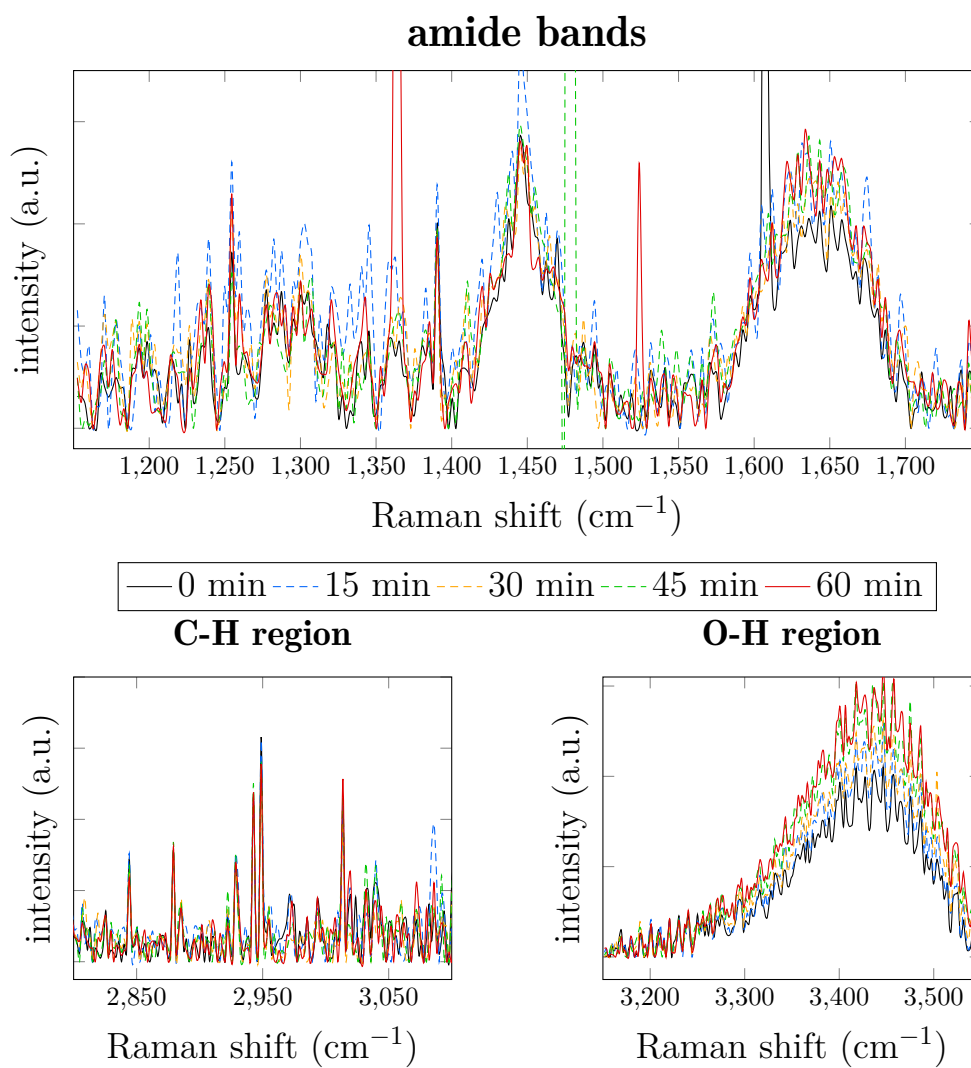 amide bands
intensity (a.u.)
1,200 1,250 1,300 1,350 1,400 1,450 1,500 1,550 1,600 1,650 1,700
Raman shift (cm⁻¹)
0 min 15 min 30 min 45 min 60 min
C-H region
intensity (a.u.)
2,850 2,950 3,050
Raman shift (cm⁻¹)
O-H region
intensity (a.u.)
3,200 3,300 3,400 3,500
Raman shift (cm⁻¹)